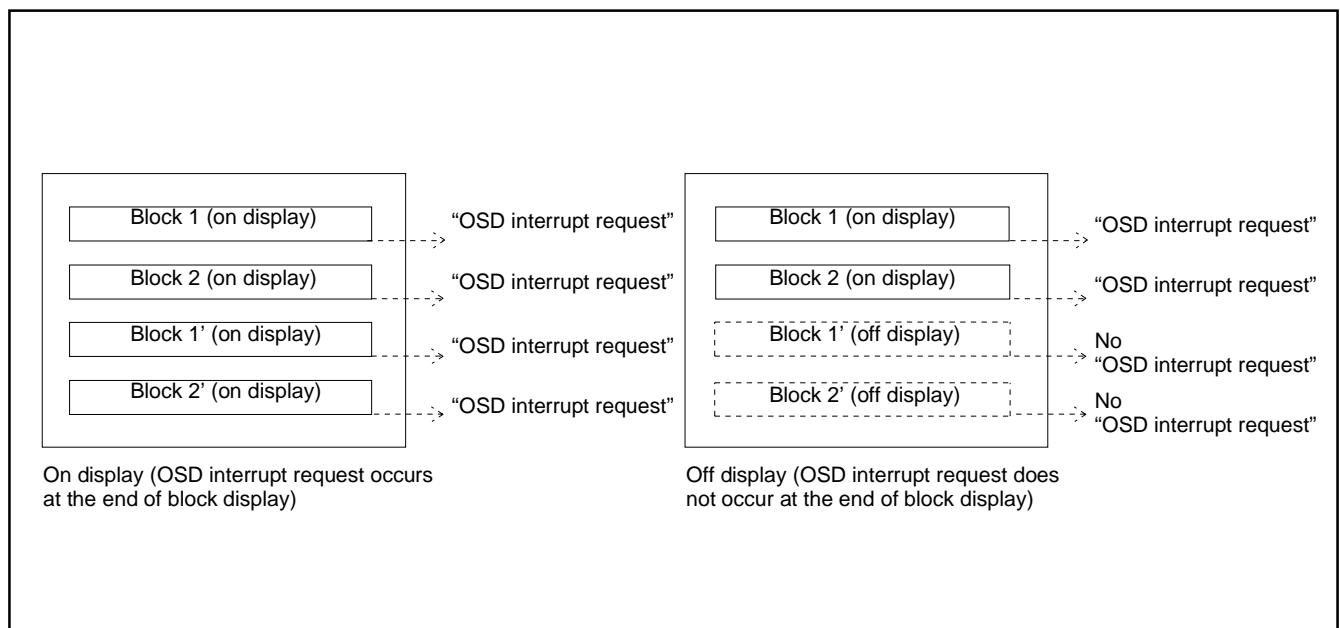 Block 1 (on display)
“OSD interrupt request”
Block 2 (on display)
“OSD interrupt request”
Block 1’ (on display)
“OSD interrupt request”
Block 2’ (on display)
“OSD interrupt request”
On display (OSD interrupt request occurs
at the end of block display)
Block 1 (on display)
“OSD interrupt request”
Block 2 (on display)
“OSD interrupt request”
Block 1’ (off display)
No
“OSD interrupt request”
Block 2’ (off display)
No
“OSD interrupt request”
Off display (OSD interrupt request does
not occur at the end of block display)